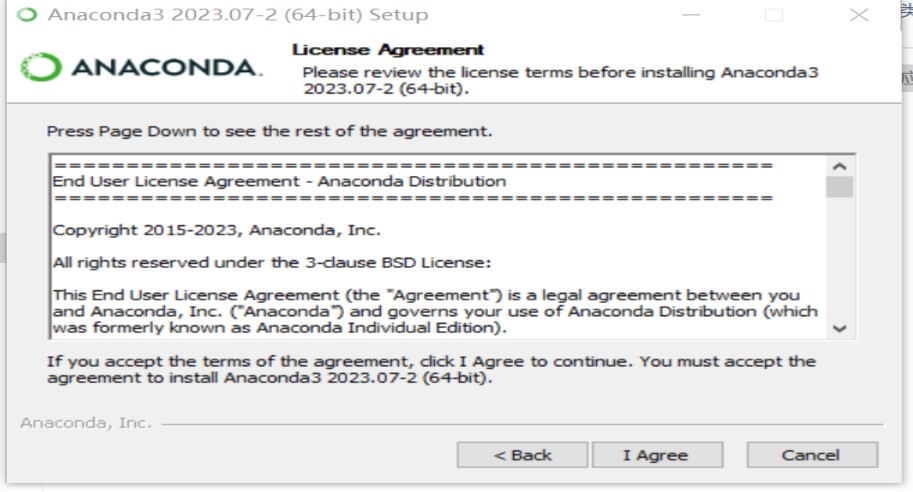 Anaconda3 2023.07-2 (64-bit) Setup
ANACONDA.
License Agreement
Please review the license terms before installing Anaconda3
2023.07-2 (64-bit).
Press Page Down to see the rest of the agreement.
==================================================
End User License Agreement - Anaconda Distribution
==================================================
Copyright 2015-2023, Anaconda, Inc.
All rights reserved under the 3-clause BSD License:
This End User License Agreement (the "Agreement") is a legal agreement between you
and Anaconda, Inc. ("Anaconda") and governs your use of Anaconda Distribution (which
was formerly known as Anaconda Individual Edition).
If you accept the terms of the agreement, click I Agree to continue. You must accept the
agreement to install Anaconda3 2023.07-2 (64-bit).
Anaconda, Inc.
< Back
I Agree
Cancel